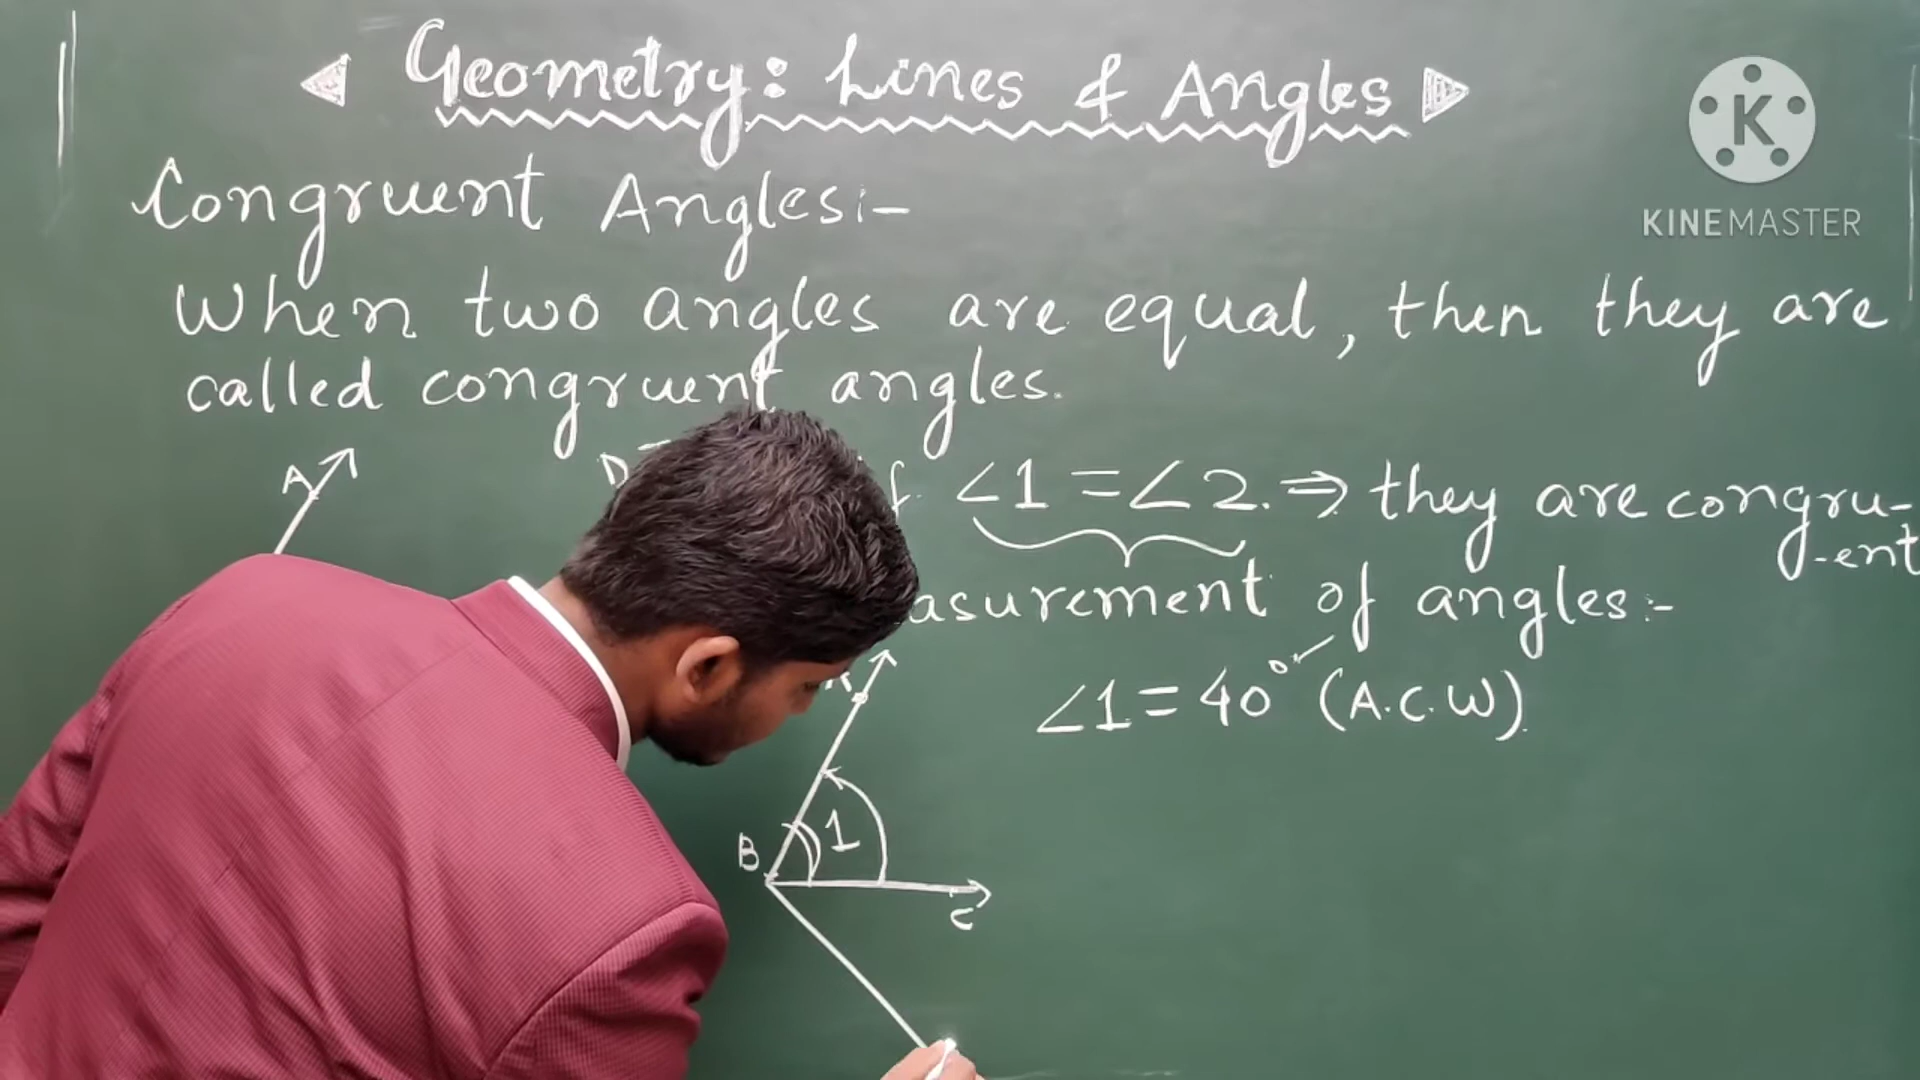 Geometry: Lines & Angles
K
KINEMASTER
Congruent Angles:-
When two angles are equal, then they are
called congruent angles.
A
∠1 = ∠2. ⇒ they are congru-
-ent
of angles:-
∠1 = 40° (A.C.W)
B
1
C